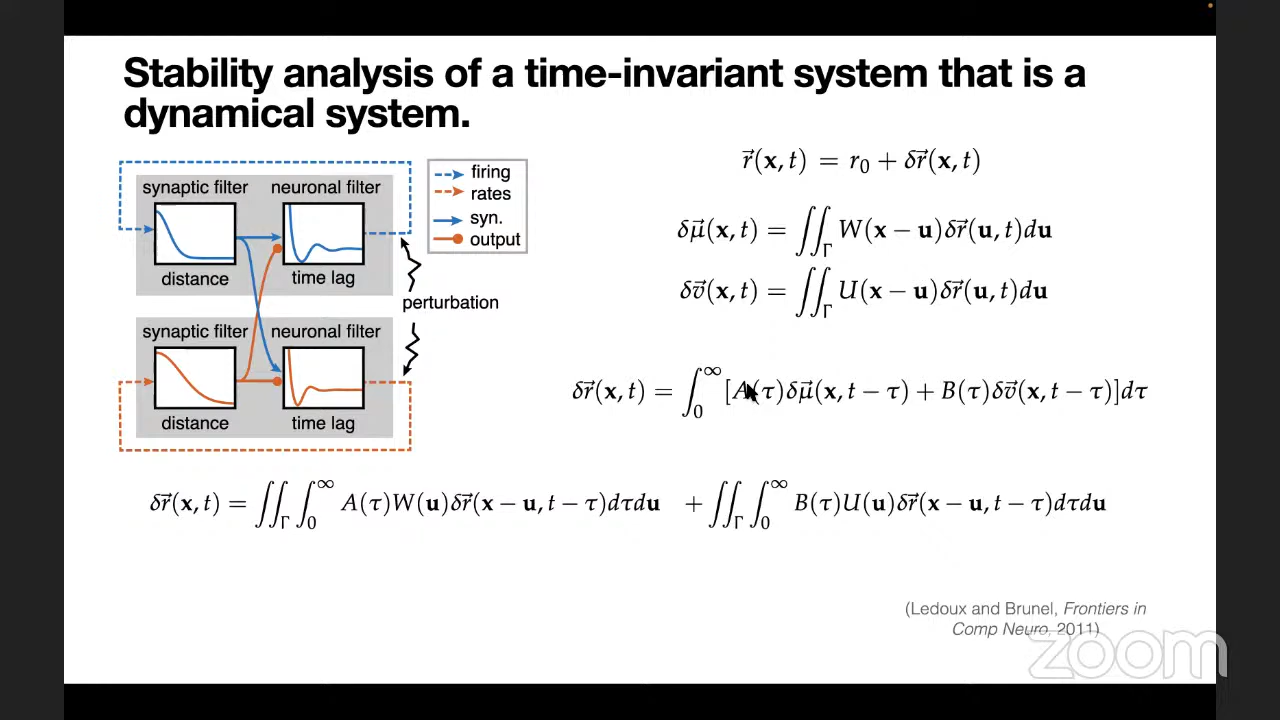 Stability analysis of a time-invariant system that is a
dynamical system.
synaptic filter
neuronal filter
distance
time lag
firing
rates
syn.
output
perturbation
synaptic filter
neuronal filter
distance
time lag
r⃗(x, t) = r₀ + δr⃗(x, t)
δμ⃗(x, t) = ∬_Γ W(x − u)δr⃗(u, t)du
δv⃗(x, t) = ∬_Γ U(x − u)δr⃗(u, t)du
δr⃗(x, t) = ∫₀^∞ [A(τ)δμ⃗(x, t − τ) + B(τ)δv⃗(x, t − τ)]dτ
δr⃗(x, t) = ∬_Γ ∫₀^∞ A(τ)W(u)δr⃗(x − u, t − τ)dτdu + ∬_Γ ∫₀^∞ B(τ)U(u)δr⃗(x − u, t − τ)dτdu
(Ledoux and Brunel, Frontiers in
Comp Neuro, 2011)
zoom